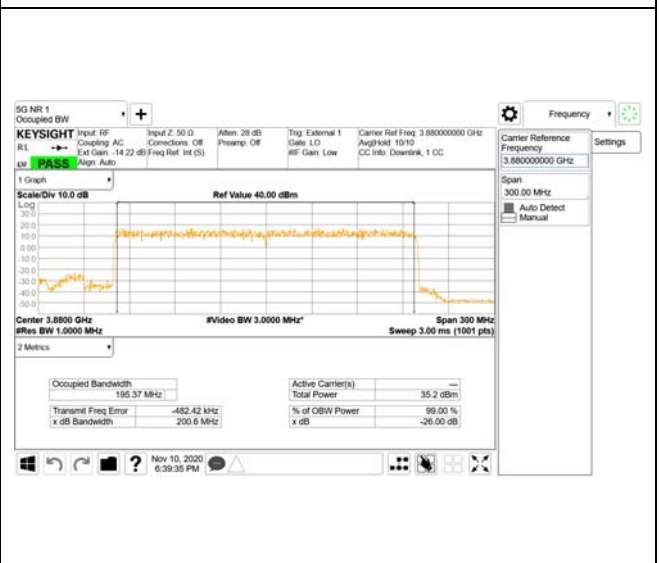 5G NR 1
Occupied BW
Frequency
KEYSIGHT
RL
LV
PASS
Input: RF
Coupling: AC
Ext Gain: -14.22 dB
Align: Auto
Input Z: 50 Ω
Corrections: Off
Freq Ref: Int (S)
Atten: 28 dB
Preamp: Off
Trig: External 1
Gate: LO
#IF Gain: Low
Carrier Ref Freq: 3.880000000 GHz
Avg|Hold: 10/10
CC Info: Downlink, 1 CC
Carrier Reference
Frequency
3.880000000 GHz
Settings
Span
300.00 MHz
Auto Detect
Manual
1 Graph
Scale/Div 10.0 dB
Ref Value 40.00 dBm
Log
30.0
20.0
10.0
0.00
-10.0
-20.0
-30.0
-40.0
-50.0
Center 3.8800 GHz
#Video BW 3.0000 MHz*
Span 300 MHz
#Res BW 1.0000 MHz
Sweep 3.00 ms (1001 pts)
2 Metrics
Occupied Bandwidth
195.37 MHz
Active Carrier(s) —
Total Power 35.2 dBm
Transmit Freq Error -482.42 kHz
x dB Bandwidth 200.6 MHz
% of OBW Power 99.00 %
x dB -26.00 dB
?
Nov 10, 2020
6:39:35 PM